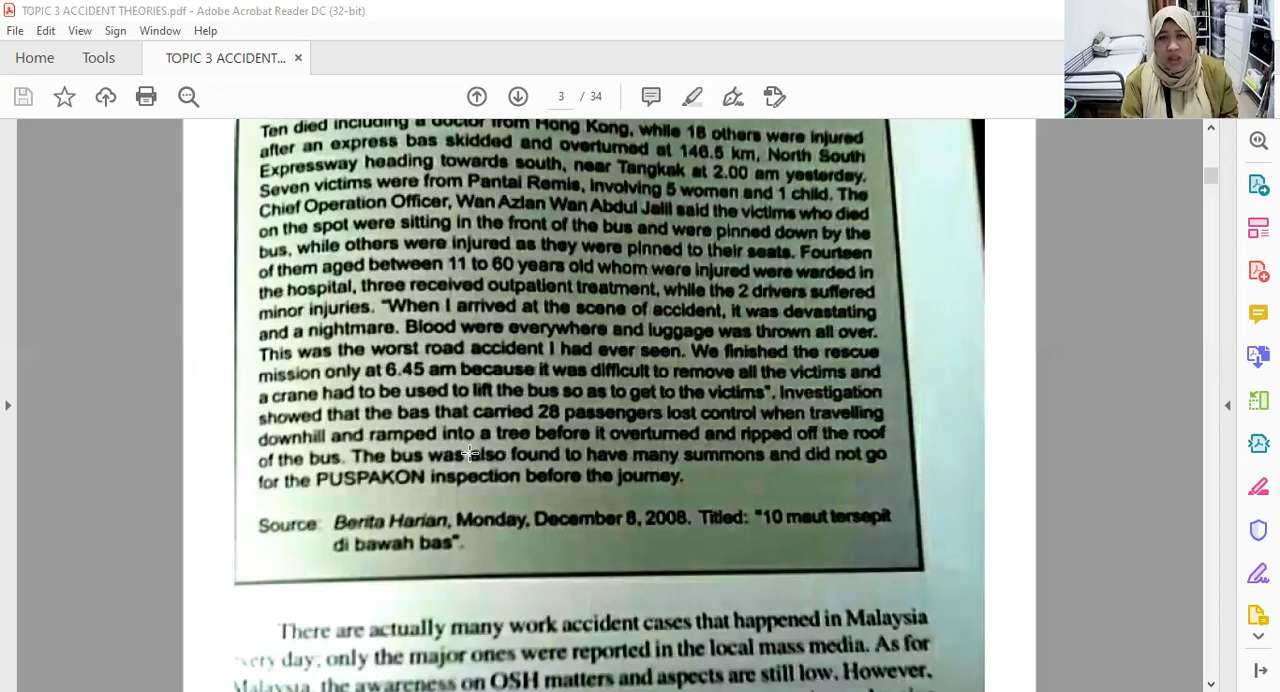 TOPIC 3 ACCIDENT THEORIES.pdf - Adobe Acrobat Reader DC (32-bit)
File Edit View Sign Window Help
Home Tools TOPIC 3 ACCIDENT... ×
3 / 34
Ten died including a doctor from Hong Kong, while 18 others were injured
after an express bas skidded and overturned at 146.5 km, North South
Expressway heading towards south, near Tangkak at 2.00 am yesterday.
Seven victims were from Pantai Remis, involving 5 women and 1 child. The
Chief Operation Officer, Wan Azlan Wan Abdul Jalil said the victims who died
on the spot were sitting in the front of the bus and were pinned down by the
bus, while others were injured as they were pinned to their seats. Fourteen
of them aged between 11 to 60 years old whom were injured were warded in
the hospital, three received outpatient treatment, while the 2 drivers suffered
minor injuries. "When I arrived at the scene of accident, it was devastating
and a nightmare. Blood were everywhere and luggage was thrown all over.
This was the worst road accident I had ever seen. We finished the rescue
mission only at 6.45 am because it was difficult to remove all the victims and
a crane had to be used to lift the bus so as to get to the victims". Investigation
showed that the bas that carried 28 passengers lost control when travelling
downhill and ramped into a tree before it overturned and ripped off the roof
of the bus. The bus was also found to have many summons and did not go
for the PUSPAKON inspection before the journey.
Source: Berita Harian, Monday, December 8, 2008. Titled: "10 maut tersepit
di bawah bas".
There are actually many work accident cases that happened in Malaysia
every day; only the major ones were reported in the local mass media. As for
Malaysia, the awareness on OSH matters and aspects are still low. However,